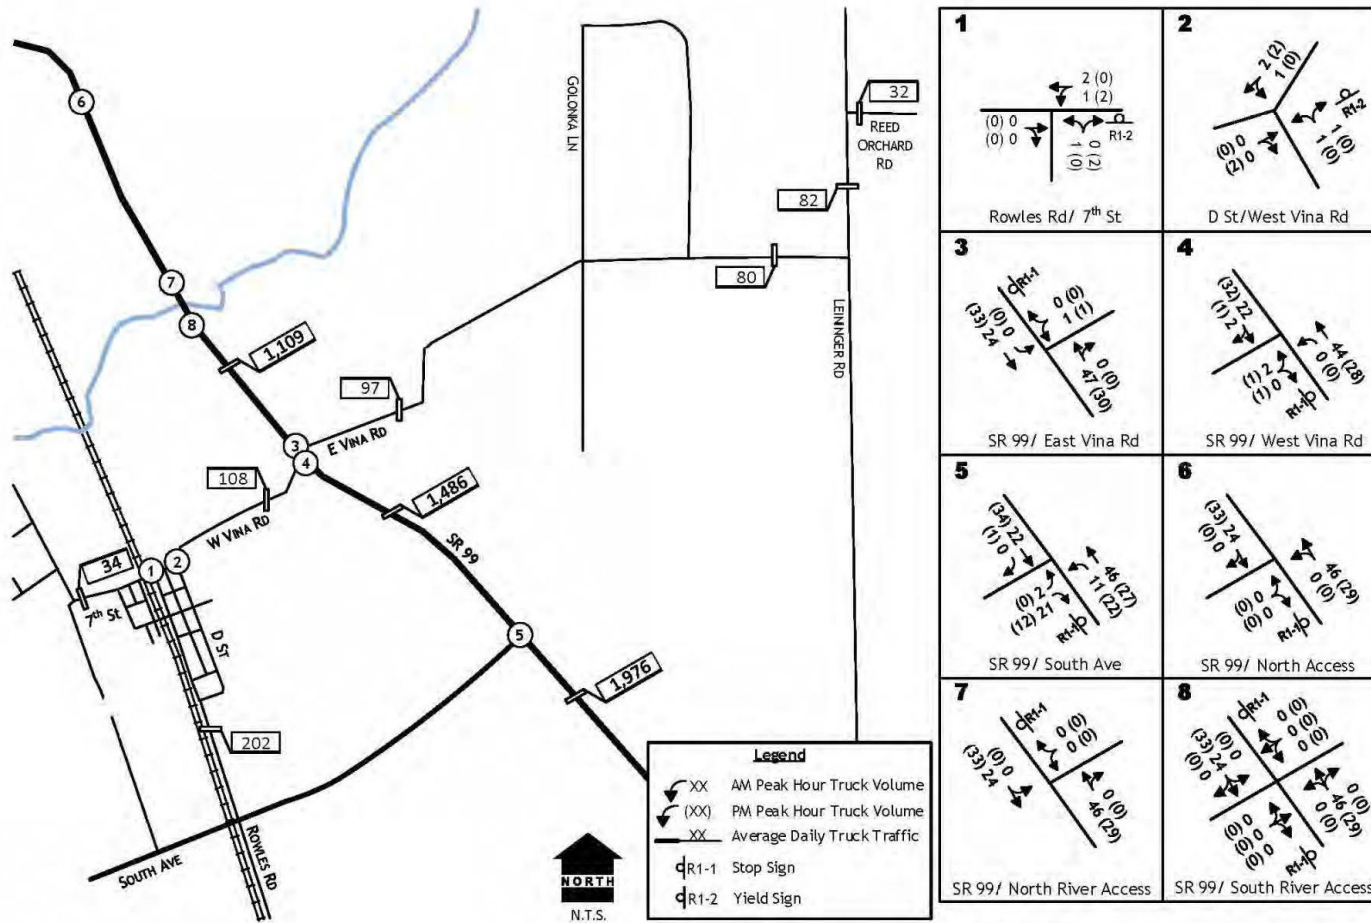 6
7
8
1,109
97
3
4
E VINA RD
108
W VINA RD
1,486
SR 99
34
1
2
7th St
D ST
202
5
1,976
SOUTH AVE
ROWLES RD
GOLONKA LN
LEININGER RD
32
REED
ORCHARD
RD
82
80
NORTH
N.T.S.
Legend
XX AM Peak Hour Truck Volume
(XX) PM Peak Hour Truck Volume
XX Average Daily Truck Traffic
R1-1 Stop Sign
R1-2 Yield Sign
1
2 (0)
1 (2)
(0) 0
(0) 0
1 (0)
0 (2)
R1-2
Rowles Rd/ 7th St
2
2 (2)
1 (0)
R1-2
(0) 0
(2) 0
1 (0)
1 (0)
D St/West Vina Rd
3
R1-1
0 (0)
1 (1)
(0) 0
(33) 24
0 (0)
47 (30)
SR 99/ East Vina Rd
4
(32) 22
(1) 2
44 (28)
0 (0)
(1) 2
(1) 0
R1-1
SR 99/ West Vina Rd
5
(34) 22
(1) 0
46 (27)
11 (22)
(0) 2
(12) 21
R1-1
SR 99/ South Ave
6
(33) 24
(0) 0
46 (29)
0 (0)
(0) 0
(0) 0
R1-1
SR 99/ North Access
7
R1-1
0 (0)
0 (0)
(0) 0
(33) 24
0 (0)
46 (29)
SR 99/ North River Access
8
R1-1
0 (0)
0 (0)
0 (0)
(0) 0
(33) 24
(0) 0
0 (0)
46 (29)
0 (0)
(0) 0
(0) 0
(0) 0
R1-1
SR 99/ South River Access